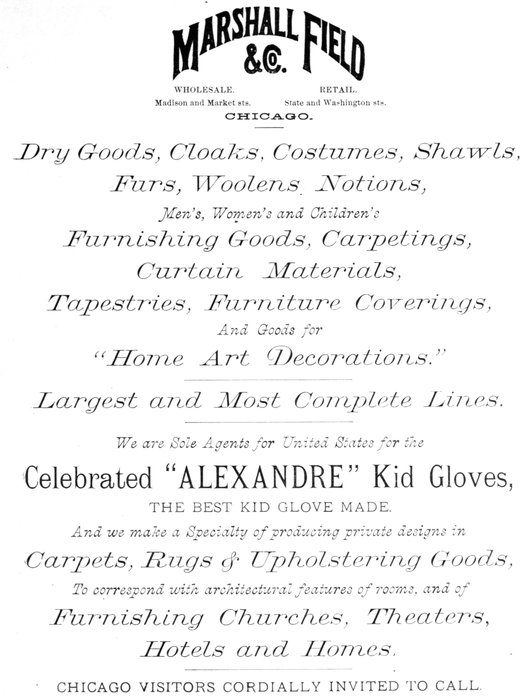 MARSHALL FIELD
& CO.
WHOLESALE. RETAIL.
Madison and Market sts. State and Washington sts.
CHICAGO.
Dry Goods, Cloaks, Costumes, Shawls,
Furs, Woolens, Notions,
Men's, Women's and Children's
Furnishing Goods, Carpetings,
Curtain Materials,
Tapestries, Furniture Coverings,
And Goods for
"Home Art Decorations."
Largest and Most Complete Lines.
We are Sole Agents for United States for the
Celebrated "ALEXANDRE" Kid Gloves,
THE BEST KID GLOVE MADE.
And we make a Specialty of producing private designs in
Carpets, Rugs & Upholstering Goods,
To correspond with architectural features of rooms, and of
Furnishing Churches, Theaters,
Hotels and Homes.
CHICAGO VISITORS CORDIALLY INVITED TO CALL.